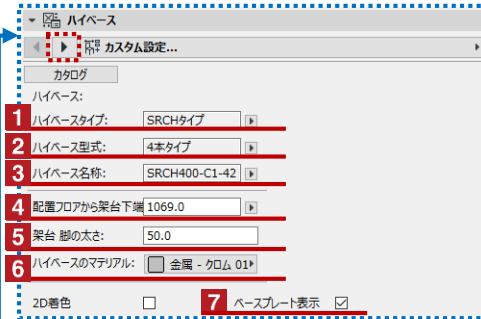 ハイベース
カスタム設定...
カタログ
ハイベース:
1 ハイベースタイプ: SRCHタイプ
2 ハイベース型式: 4本タイプ
3 ハイベース名称: SRCH400-C1-42
4 配置フロアから架台下端 1069.0
5 架台 脚の太さ: 50.0
6 ハイベースのマテリアル: 金属 - クロム 01
2D着色 7 ベースプレート表示